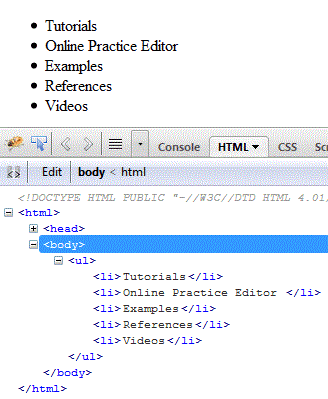 Tutorials
Online Practice Editor
Examples
References
Videos
Console HTML CSS
Edit body < html
<!DOCTYPE HTML PUBLIC "-//W3C//DTD HTML 4.01/
<html>
<head>
<body>
<ul>
<li>Tutorials</li>
<li>Online Practice Editor </li>
<li>Examples</li>
<li>References</li>
<li>Videos</li>
</ul>
</body>
</html>